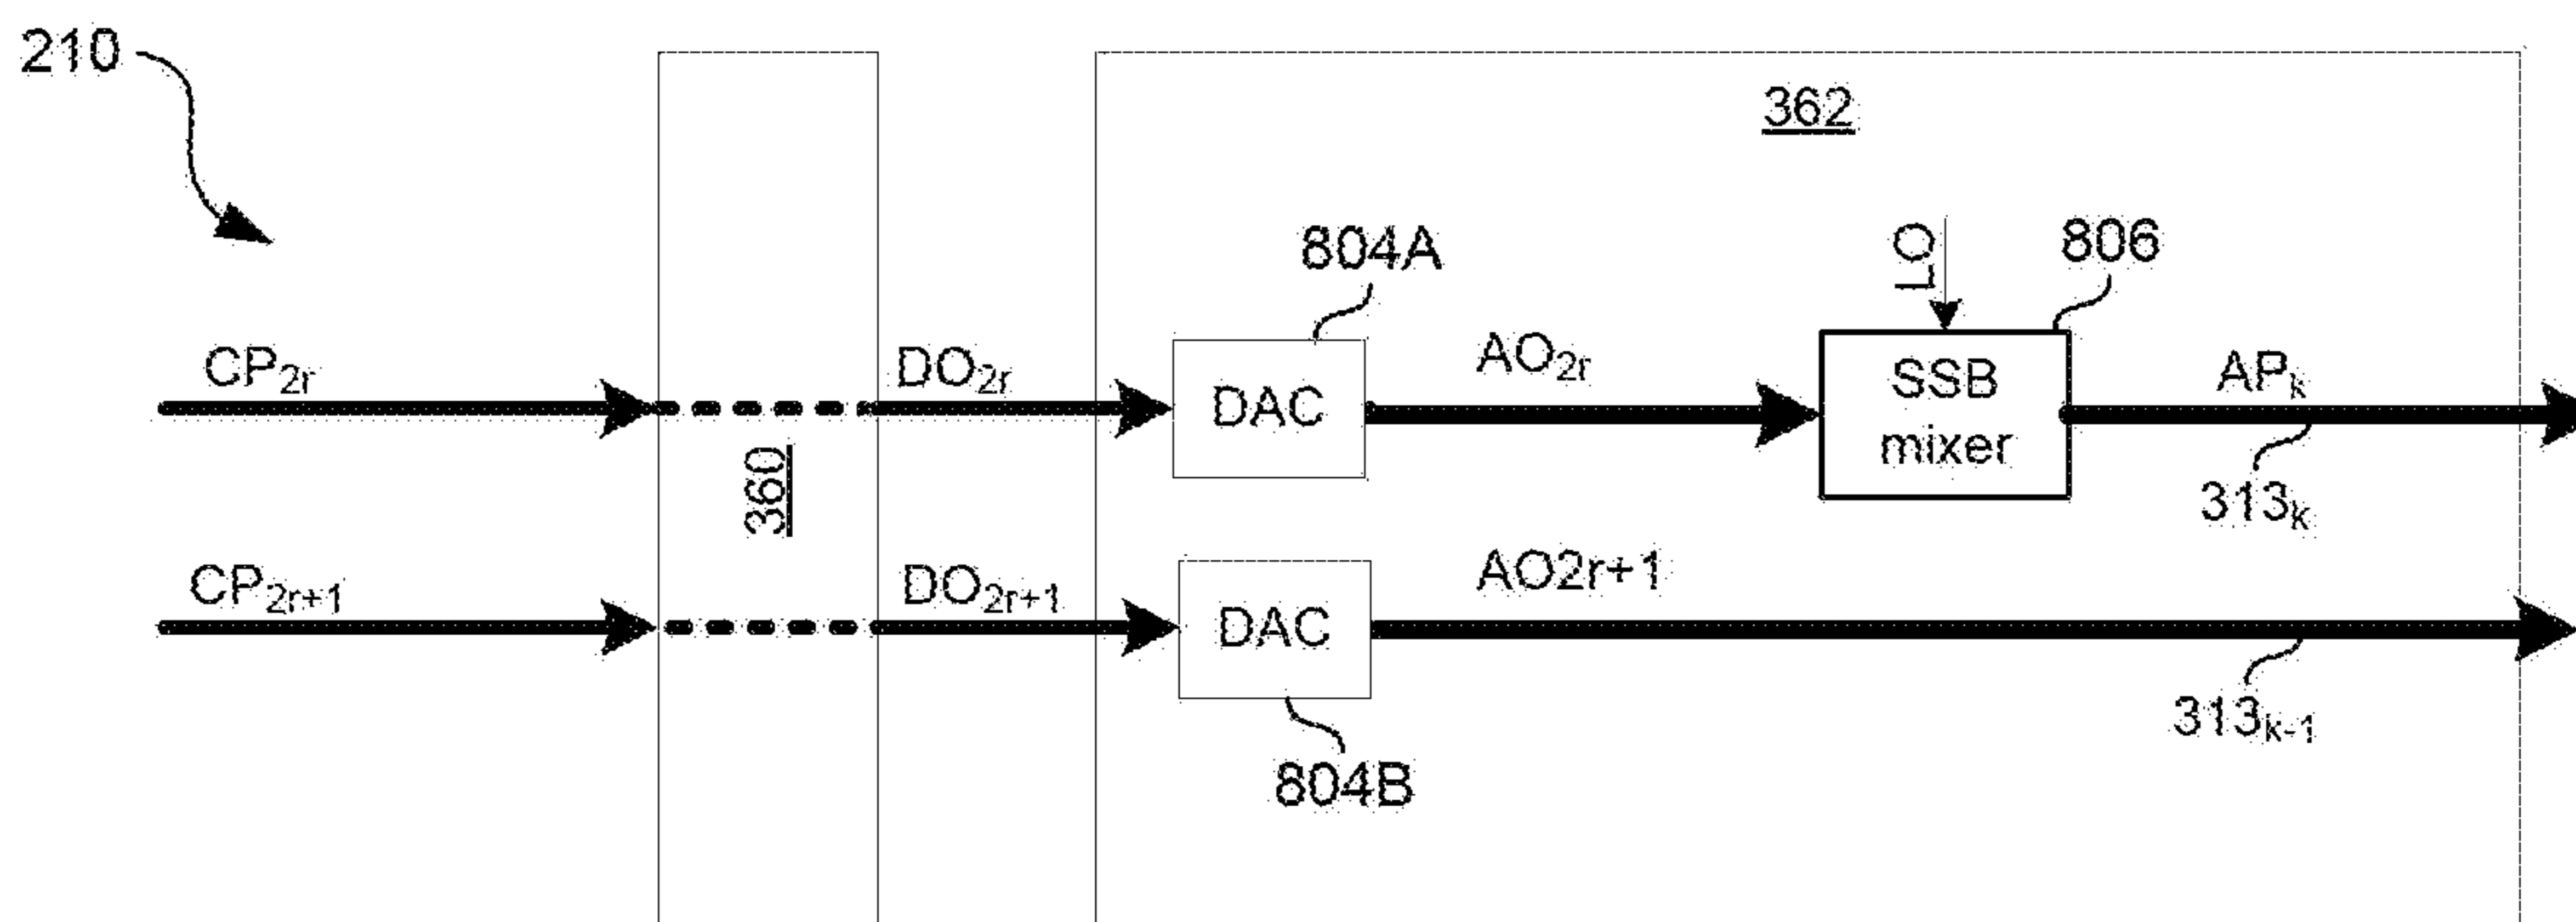 210
362
804A
LO
806
CP2r
DO2r
DAC
AO2r
SSB
mixer
APk
313k
360
CP2r+1
DO2r+1
DAC
AO2r+1
313k-1
804B